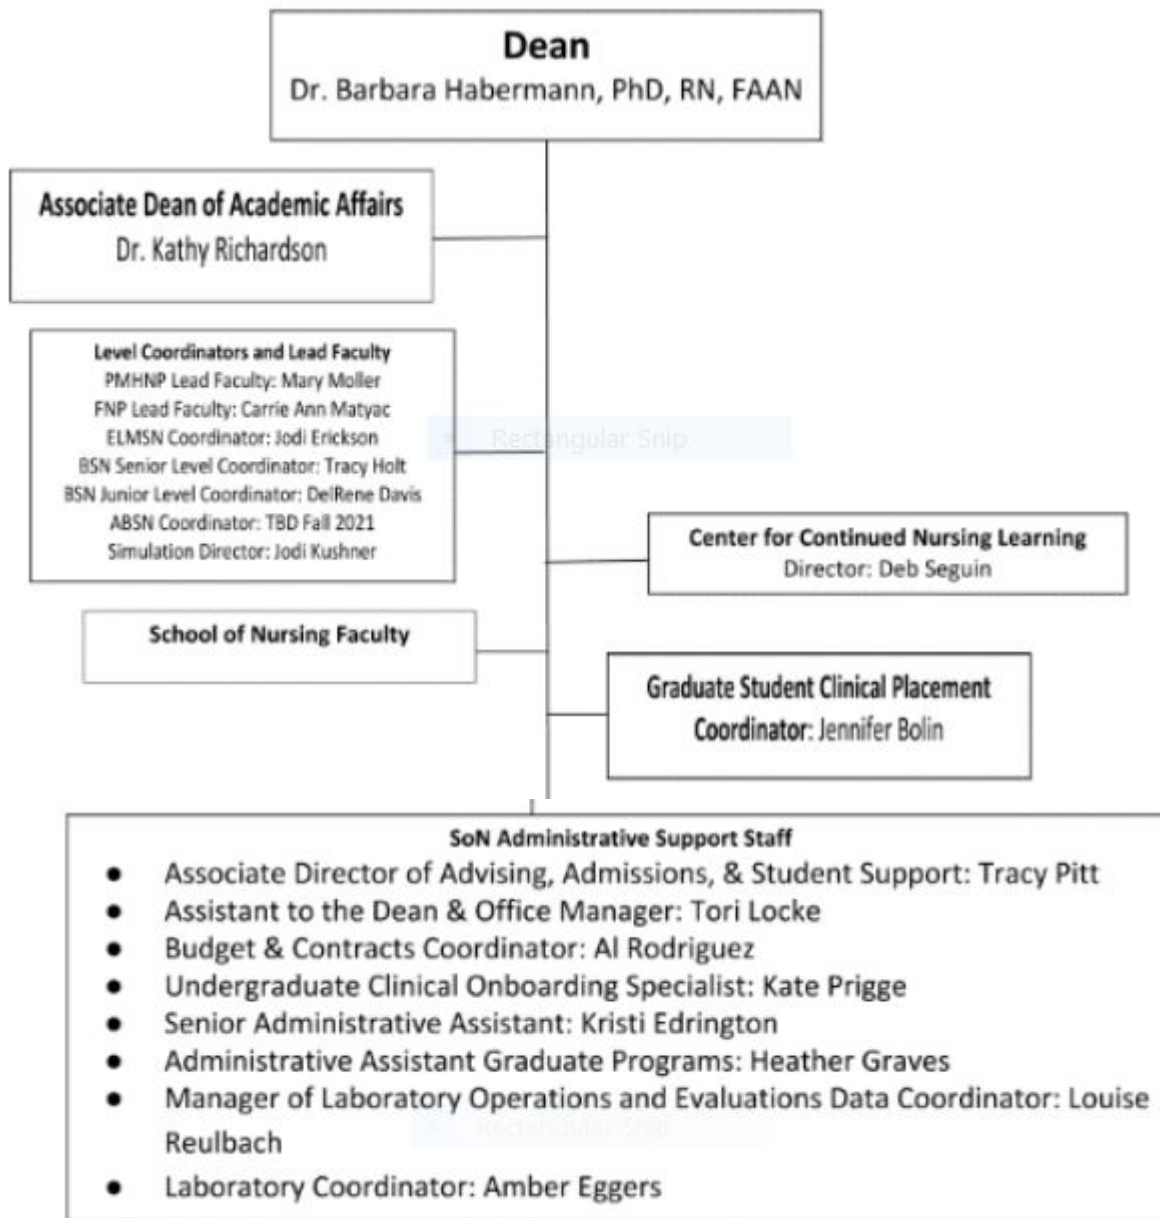 Dean
Dr. Barbara Habermann, PhD, RN, FAAN
Associate Dean of Academic Affairs
Dr. Kathy Richardson
Level Coordinators and Lead Faculty
PMHNP Lead Faculty: Mary Moller
FNP Lead Faculty: Carrie Ann Matyac
ELMSN Coordinator: Jodi Erickson
BSN Senior Level Coordinator: Tracy Holt
BSN Junior Level Coordinator: DelRene Davis
ABSN Coordinator: TBD Fall 2021
Simulation Director: Jodi Kushner
Rectangular Snip
Center for Continued Nursing Learning
Director: Deb Seguin
School of Nursing Faculty
Graduate Student Clinical Placement
Coordinator: Jennifer Bolin
SoN Administrative Support Staff
● Associate Director of Advising, Admissions, & Student Support: Tracy Pitt
● Assistant to the Dean & Office Manager: Tori Locke
● Budget & Contracts Coordinator: Al Rodriguez
● Undergraduate Clinical Onboarding Specialist: Kate Prigge
● Senior Administrative Assistant: Kristi Edrington
● Administrative Assistant Graduate Programs: Heather Graves
● Manager of Laboratory Operations and Evaluations Data Coordinator: Louise
Reulbach
Rectangular Snip
● Laboratory Coordinator: Amber Eggers